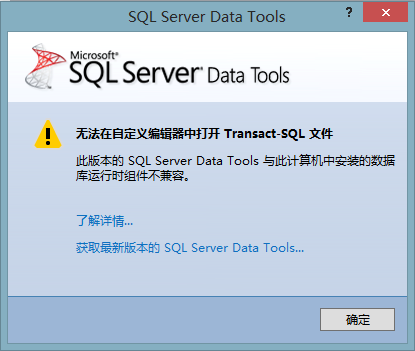 SQL Server Data Tools
?
Microsoft®
SQL Server® Data Tools
无法在自定义编辑器中打开 Transact-SQL 文件
此版本的 SQL Server Data Tools 与此计算机中安装的数据
库运行时组件不兼容。
了解详情...
获取最新版本的 SQL Server Data Tools...
确定